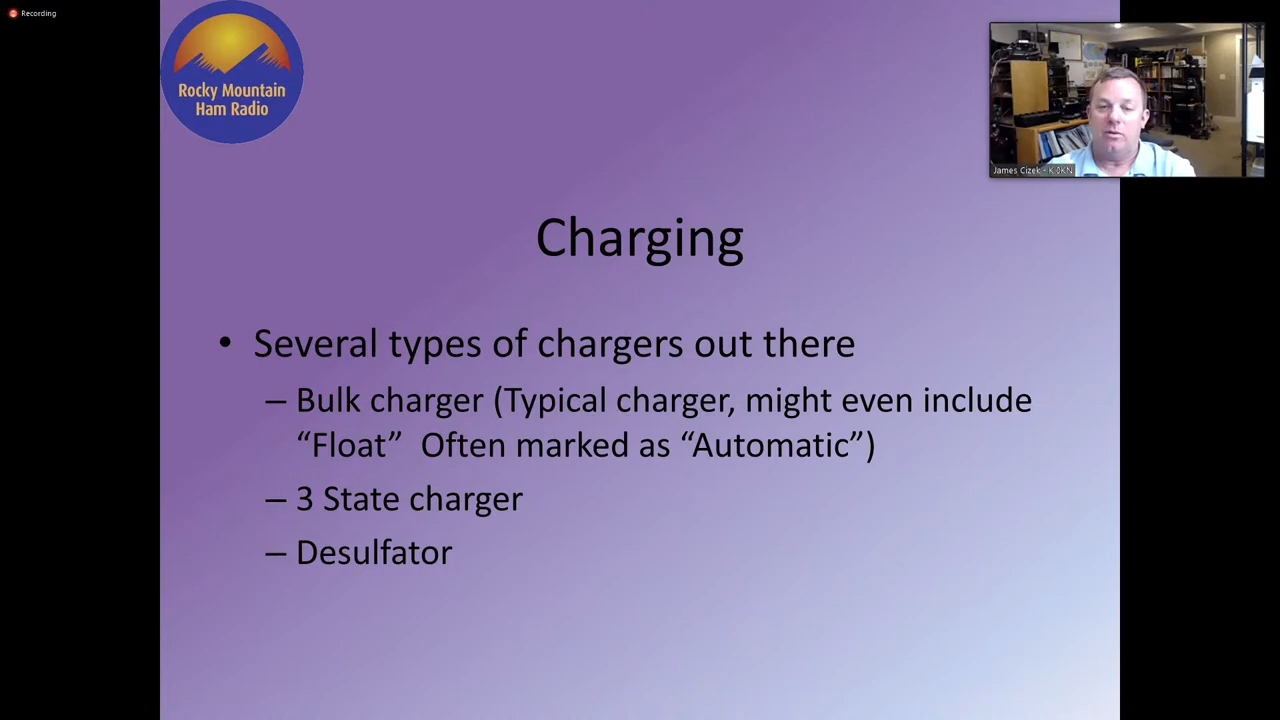 Recording
Rocky Mountain
Ham Radio
James Cizek - KI0KN
Charging
• Several types of chargers out there
– Bulk charger (Typical charger, might even include
“Float”  Often marked as “Automatic”)
– 3 State charger
– Desulfator